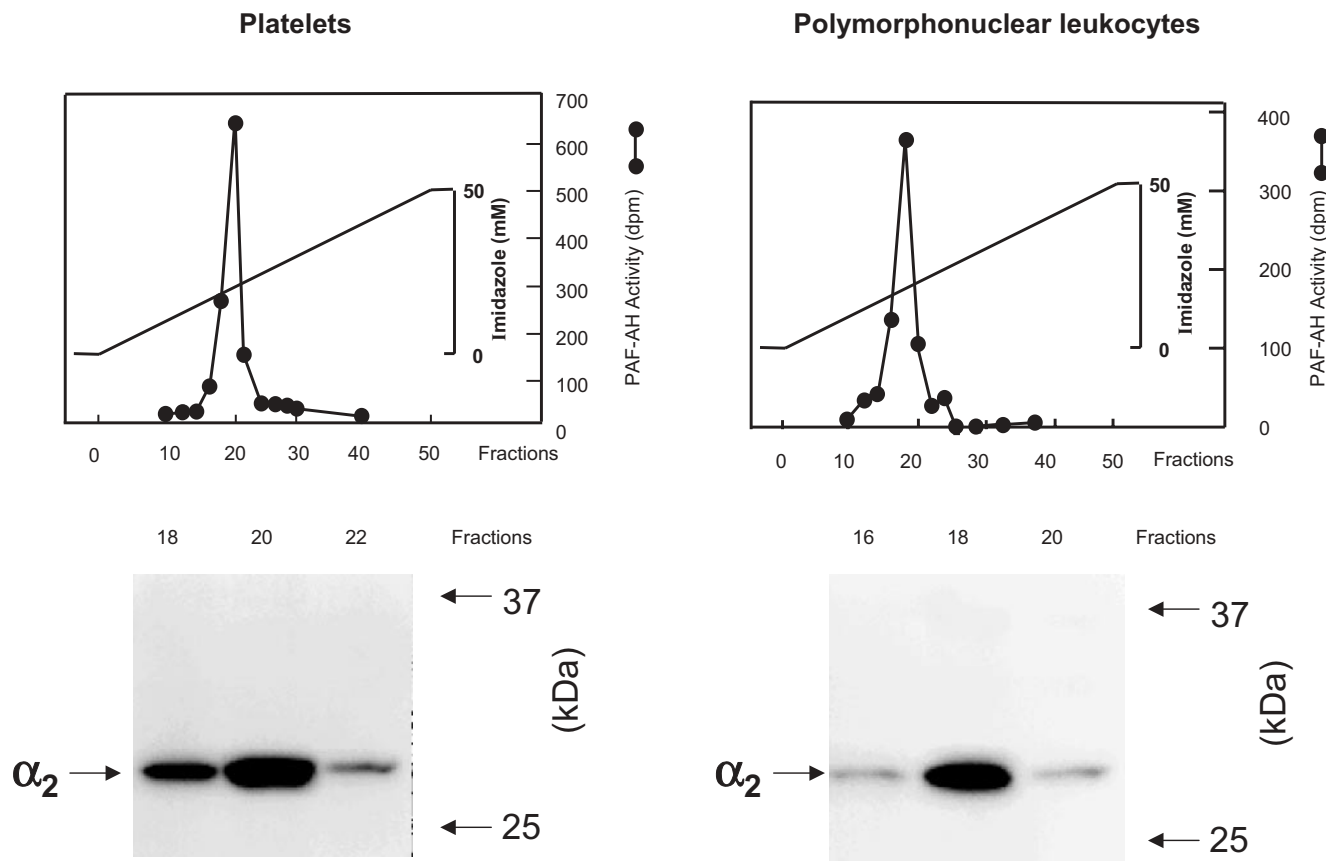 Platelets
700
600
500
400
300
200
100
0
PAF-AH Activity (dpm)
50
0
Imidazole (mM)
0 10 20 30 40 50 Fractions
18 20 22 Fractions
37
25
(kDa)
α2
Polymorphonuclear leukocytes
400
300
200
100
0
PAF-AH Activity (dpm)
50
0
Imidazole (mM)
0 10 20 30 40 50 Fractions
16 18 20 Fractions
37
25
(kDa)
α2